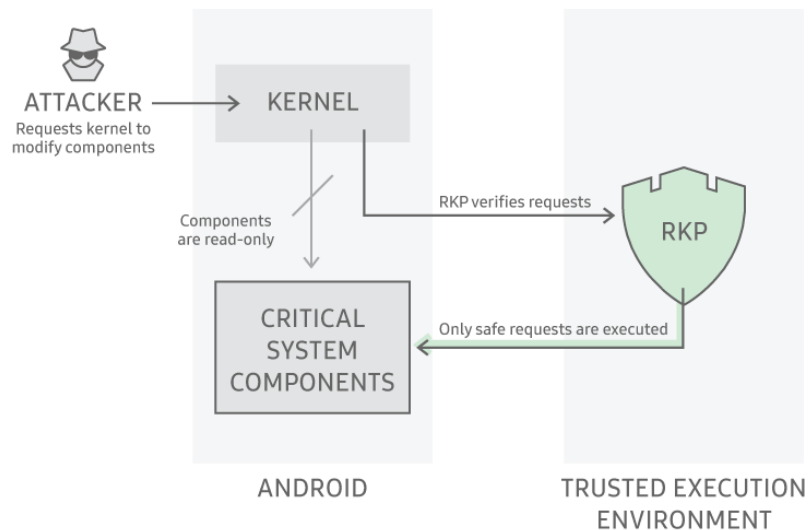 ATTACKER
Requests kernel to
modify components
KERNEL
Components
are read-only
RKP verifies requests
RKP
Only safe requests are executed
CRITICAL
SYSTEM
COMPONENTS
ANDROID
TRUSTED EXECUTION
ENVIRONMENT